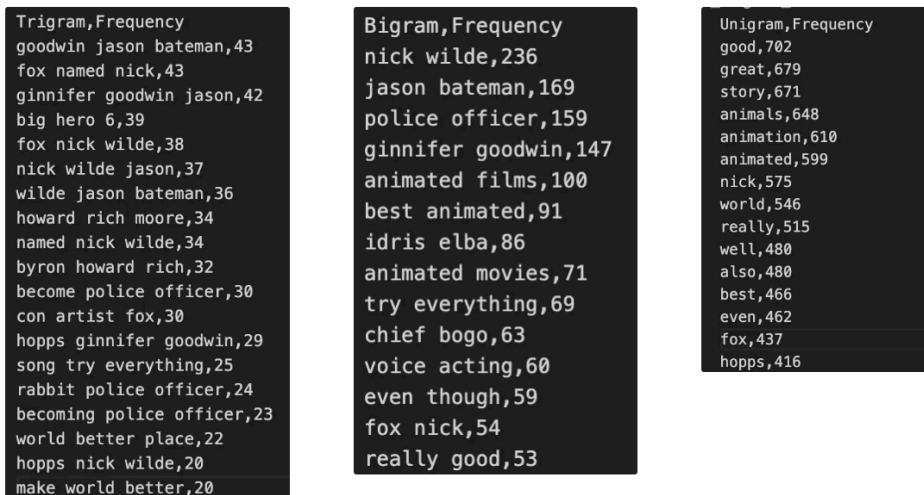 Trigram,Frequency
goodwin jason bateman,43
fox named nick,43
ginnifer goodwin jason,42
big hero 6,39
fox nick wilde,38
nick wilde jason,37
wilde jason bateman,36
howard rich moore,34
named nick wilde,34
byron howard rich,32
become police officer,30
con artist fox,30
hopps ginnifer goodwin,29
song try everything,25
rabbit police officer,24
becoming police officer,23
world better place,22
hopps nick wilde,20
make world better,20
Bigram,Frequency
nick wilde,236
jason bateman,169
police officer,159
ginnifer goodwin,147
animated films,100
best animated,91
idris elba,86
animated movies,71
try everything,69
chief bogo,63
voice acting,60
even though,59
fox nick,54
really good,53
Unigram,Frequency
good,702
great,679
story,671
animals,648
animation,610
animated,599
nick,575
world,546
really,515
well,480
also,480
best,466
even,462
fox,437
hopps,416